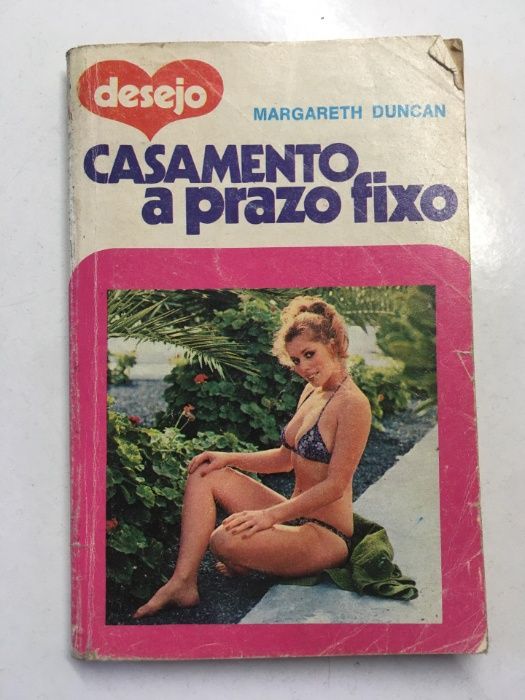 desejo
MARGARETH DUNCAN
CASAMENTO
a prazo fixo